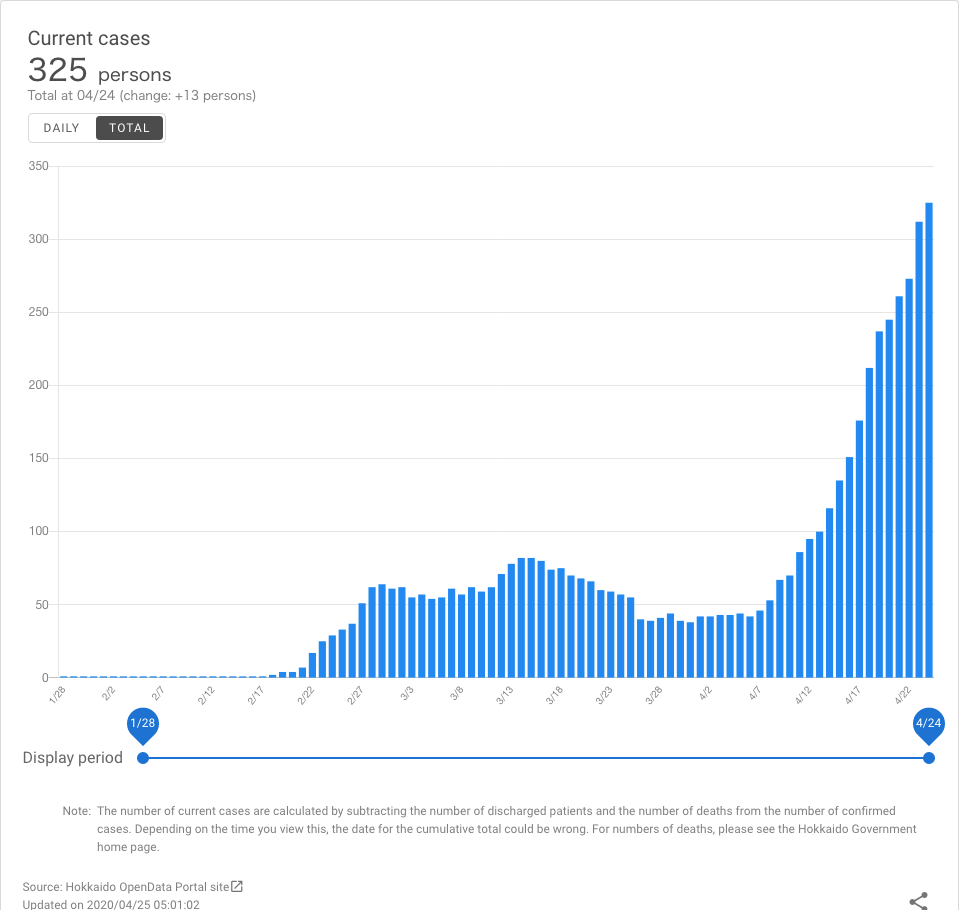 Current cases
325 persons
Total at 04/24 (change: +13 persons)
DAILY TOTAL
350
300
250
200
150
100
50
0
1/28 2/2 2/7 2/12 2/17 2/22 2/27 3/3 3/8 3/13 3/18 3/23 3/28 4/2 4/7 4/12 4/17 4/22
1/28 4/24
Display period
Note: The number of current cases are calculated by subtracting the number of discharged patients and the number of deaths from the number of confirmed
cases. Depending on the time you view this, the date for the cumulative total could be wrong. For numbers of deaths, please see the Hokkaido Government
home page.
Source: Hokkaido OpenData Portal site
Updated on 2020/04/25 05:01:02